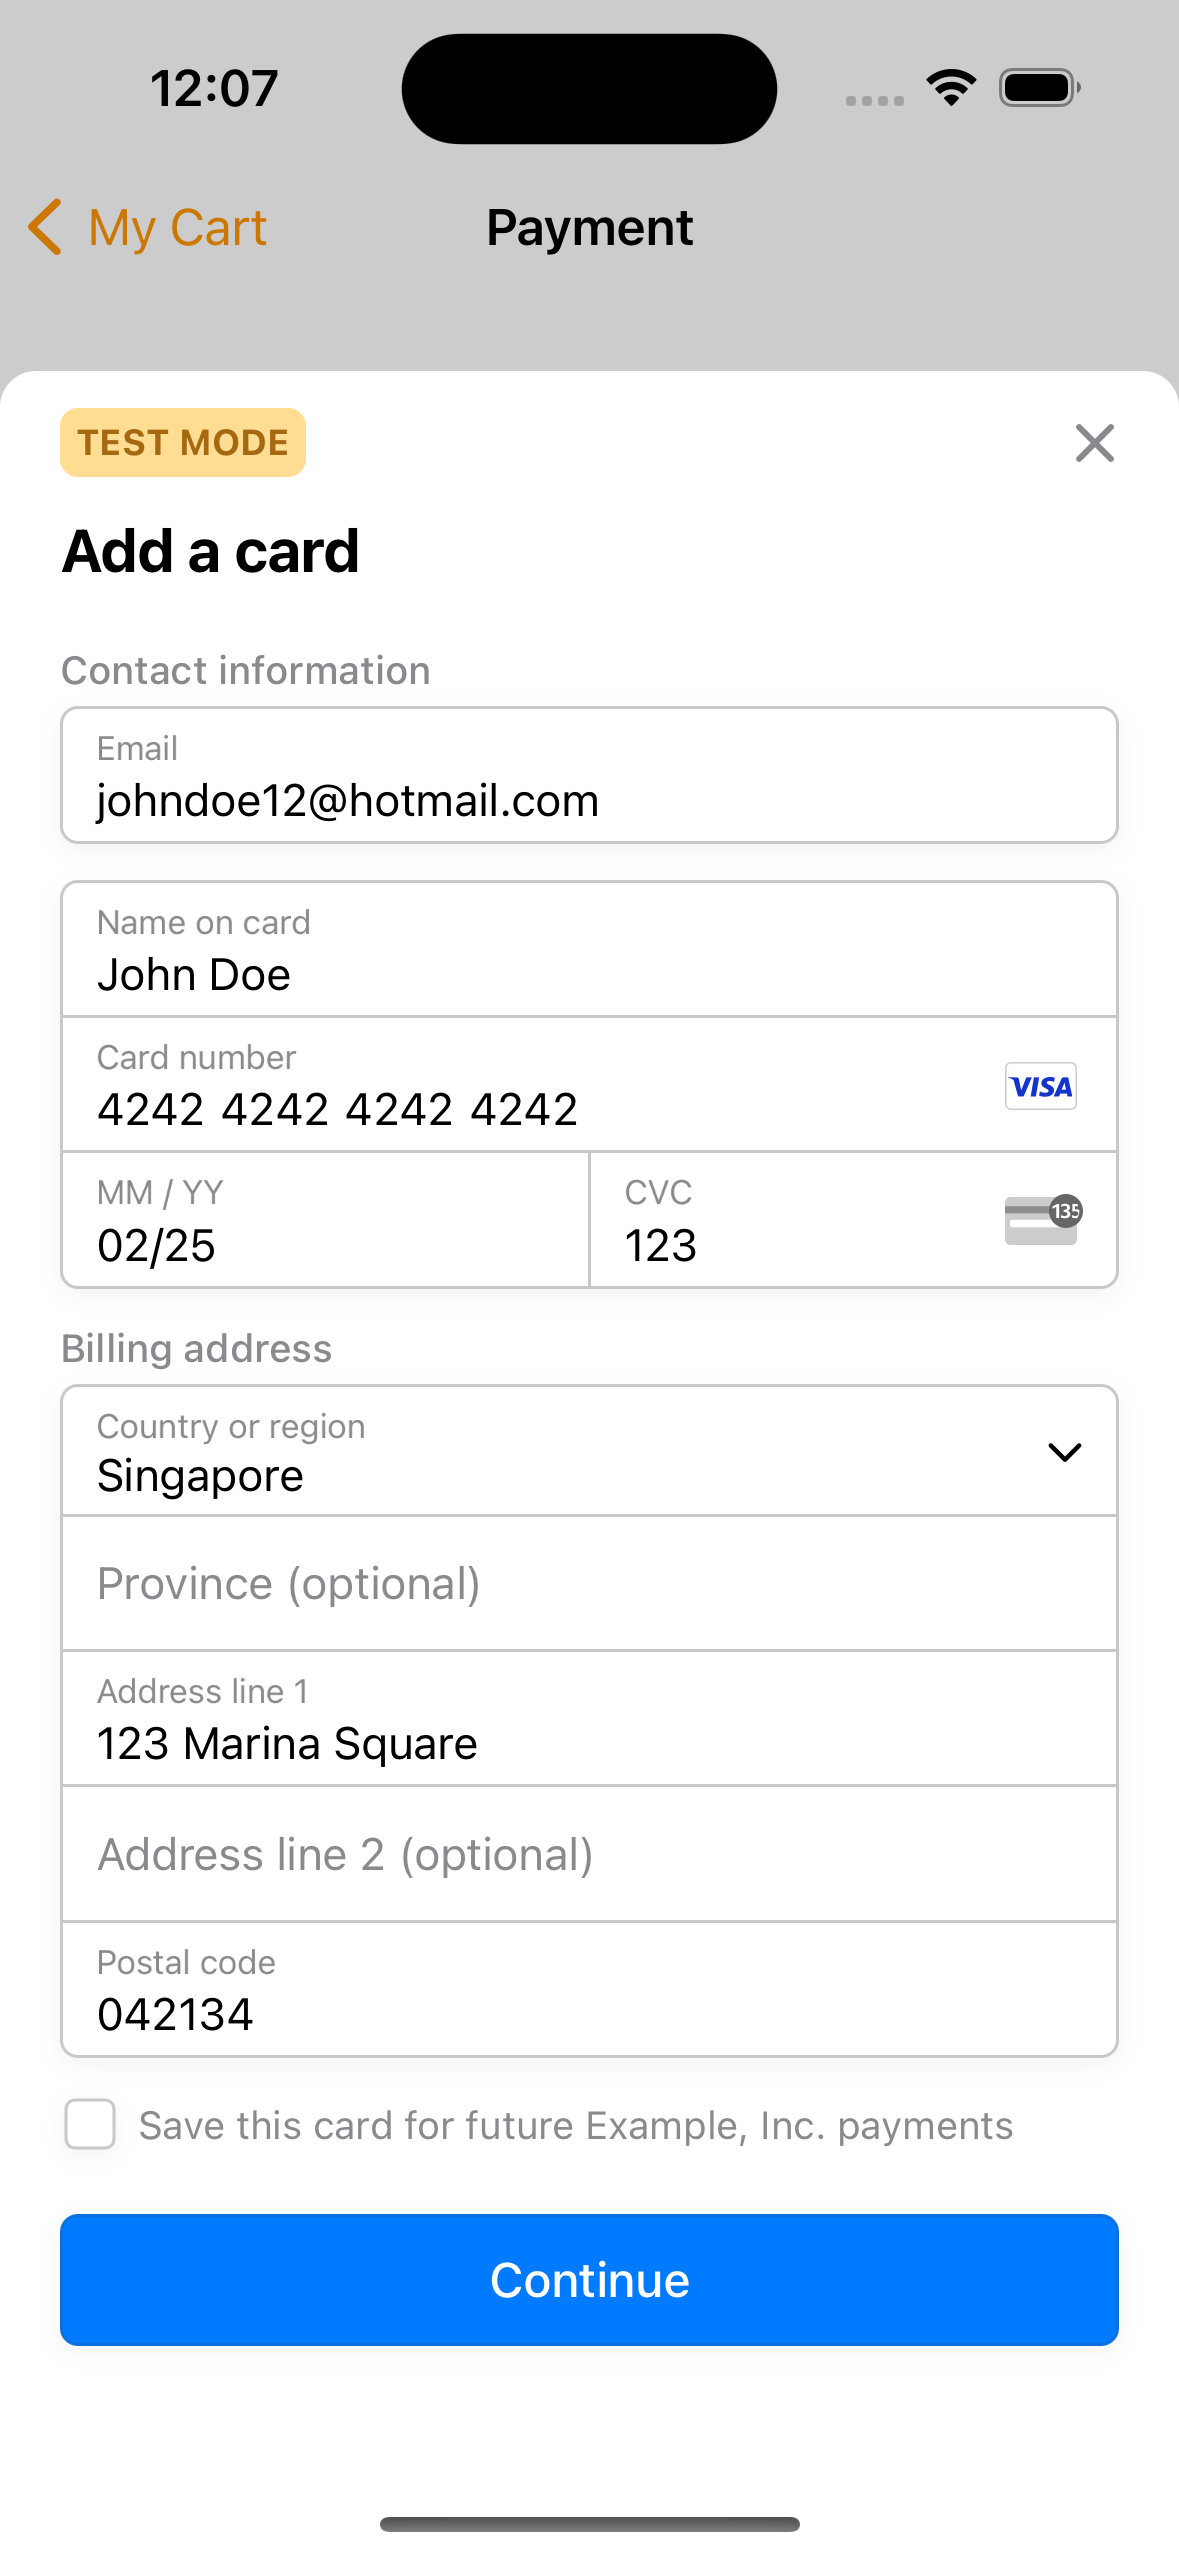 12:07
My Cart
Payment
TEST MODE
Add a card
Contact information
Email
johndoe12@hotmail.com
Name on card
John Doe
Card number
4242 4242 4242 4242
VISA
MM / YY
02/25
CVC
123
135
Billing address
Country or region
Singapore
Province (optional)
Address line 1
123 Marina Square
Address line 2 (optional)
Postal code
042134
Save this card for future Example, Inc. payments
Continue